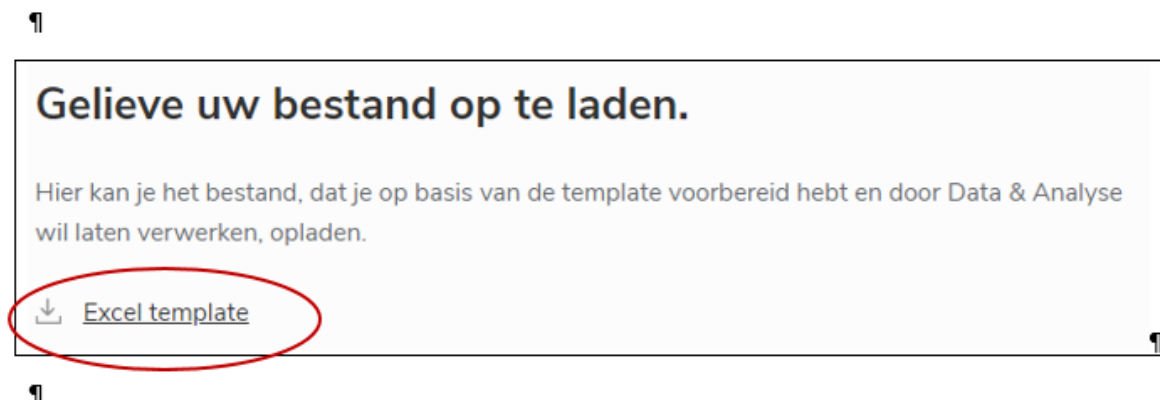 ¶
Gelieve uw bestand op te laden.
Hier kan je het bestand, dat je op basis van de template voorbereid hebt en door Data & Analyse
wil laten verwerken, opladen.
Excel template
¶
¶